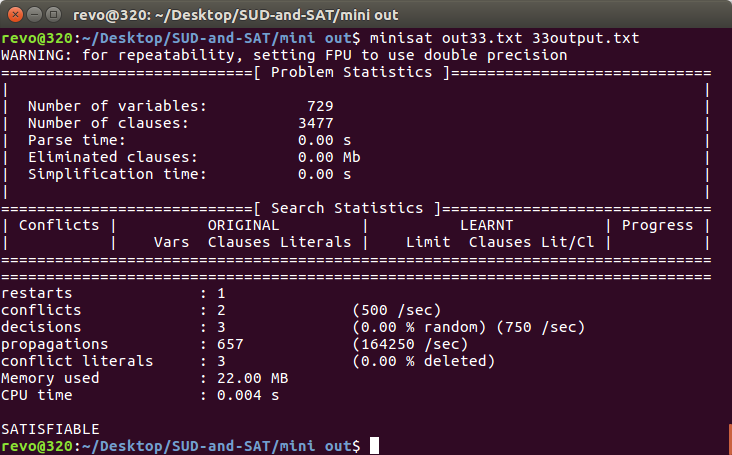 revo@320: ~/Desktop/SUD-and-SAT/mini out
revo@320:~/Desktop/SUD-and-SAT/mini out$ minisat out33.txt 33output.txt
WARNING: for repeatability, setting FPU to use double precision
============================[ Problem Statistics ]=============================
|                                                                             |
|  Number of variables:           729                                         |
|  Number of clauses:            3477                                         |
|  Parse time:                   0.00 s                                       |
|  Eliminated clauses:           0.00 Mb                                      |
|  Simplification time:          0.00 s                                       |
|                                                                             |
============================[ Search Statistics ]==============================
| Conflicts |          ORIGINAL         |          LEARNT          | Progress |
|           |    Vars  Clauses Literals |    Limit  Clauses Lit/Cl |          |
===============================================================================
===============================================================================
restarts              : 1
conflicts             : 2              (500 /sec)
decisions             : 3              (0.00 % random) (750 /sec)
propagations          : 657            (164250 /sec)
conflict literals     : 3              (0.00 % deleted)
Memory used           : 22.00 MB
CPU time              : 0.004 s

SATISFIABLE
revo@320:~/Desktop/SUD-and-SAT/mini out$